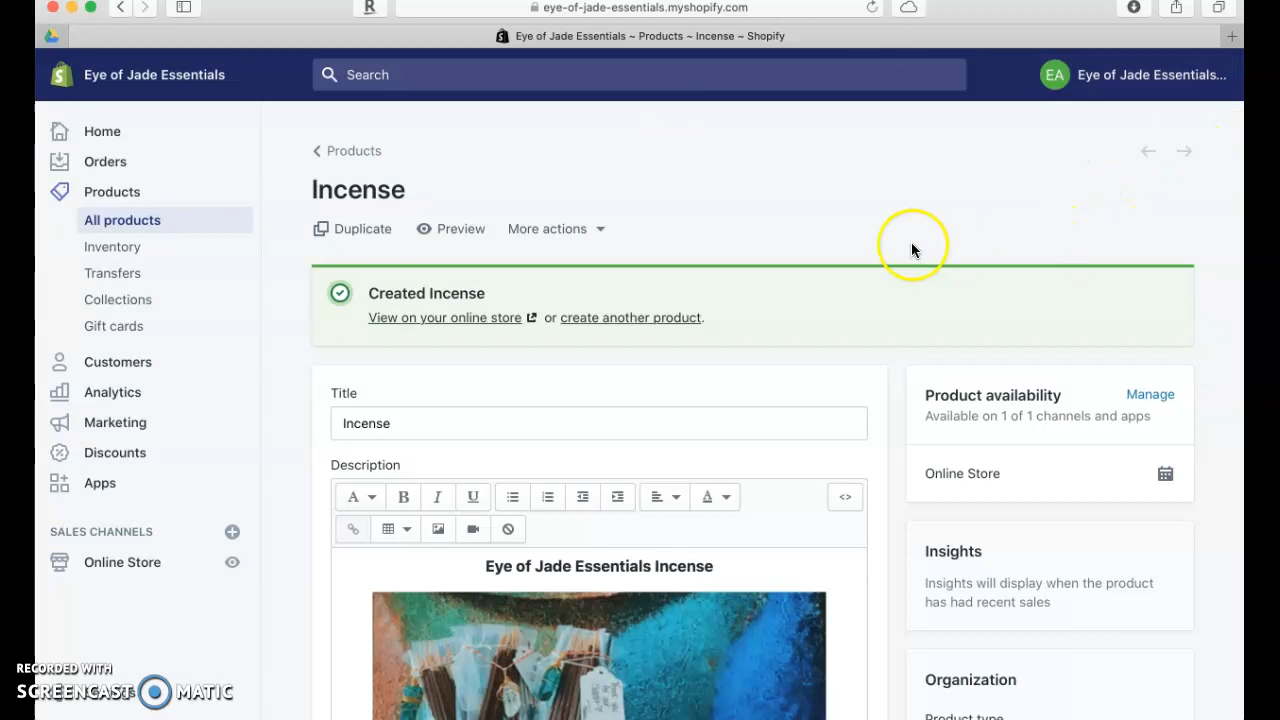 R
eye-of-jade-essentials.myshopify.com
Eye of Jade Essentials ~ Products ~ Incense ~ Shopify
Eye of Jade Essentials
Search
EA
Eye of Jade Essentials...
Home
Orders
Products
All products
Inventory
Transfers
Collections
Gift cards
Customers
Analytics
Marketing
Discounts
Apps
SALES CHANNELS
Online Store
Products
Incense
Duplicate
Preview
More actions
Created Incense
View on your online store or create another product.
Title
Incense
Description
A
B
I
U
A
<>
Eye of Jade Essentials Incense
Product availability
Manage
Available on 1 of 1 channels and apps
Online Store
Insights
Insights will display when the product
has had recent sales
Organization
Product type
RECORDED WITH
SCREENCAST MATIC